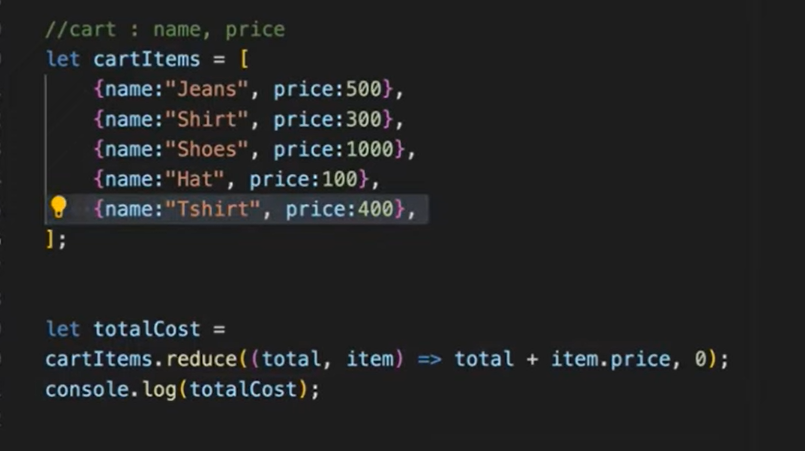 //cart : name, price
let cartItems = [
    {name:"Jeans", price:500},
    {name:"Shirt", price:300},
    {name:"Shoes", price:1000},
    {name:"Hat", price:100},
    {name:"Tshirt", price:400},
];
let totalCost =
cartItems.reduce((total, item) => total + item.price, 0);
console.log(totalCost);